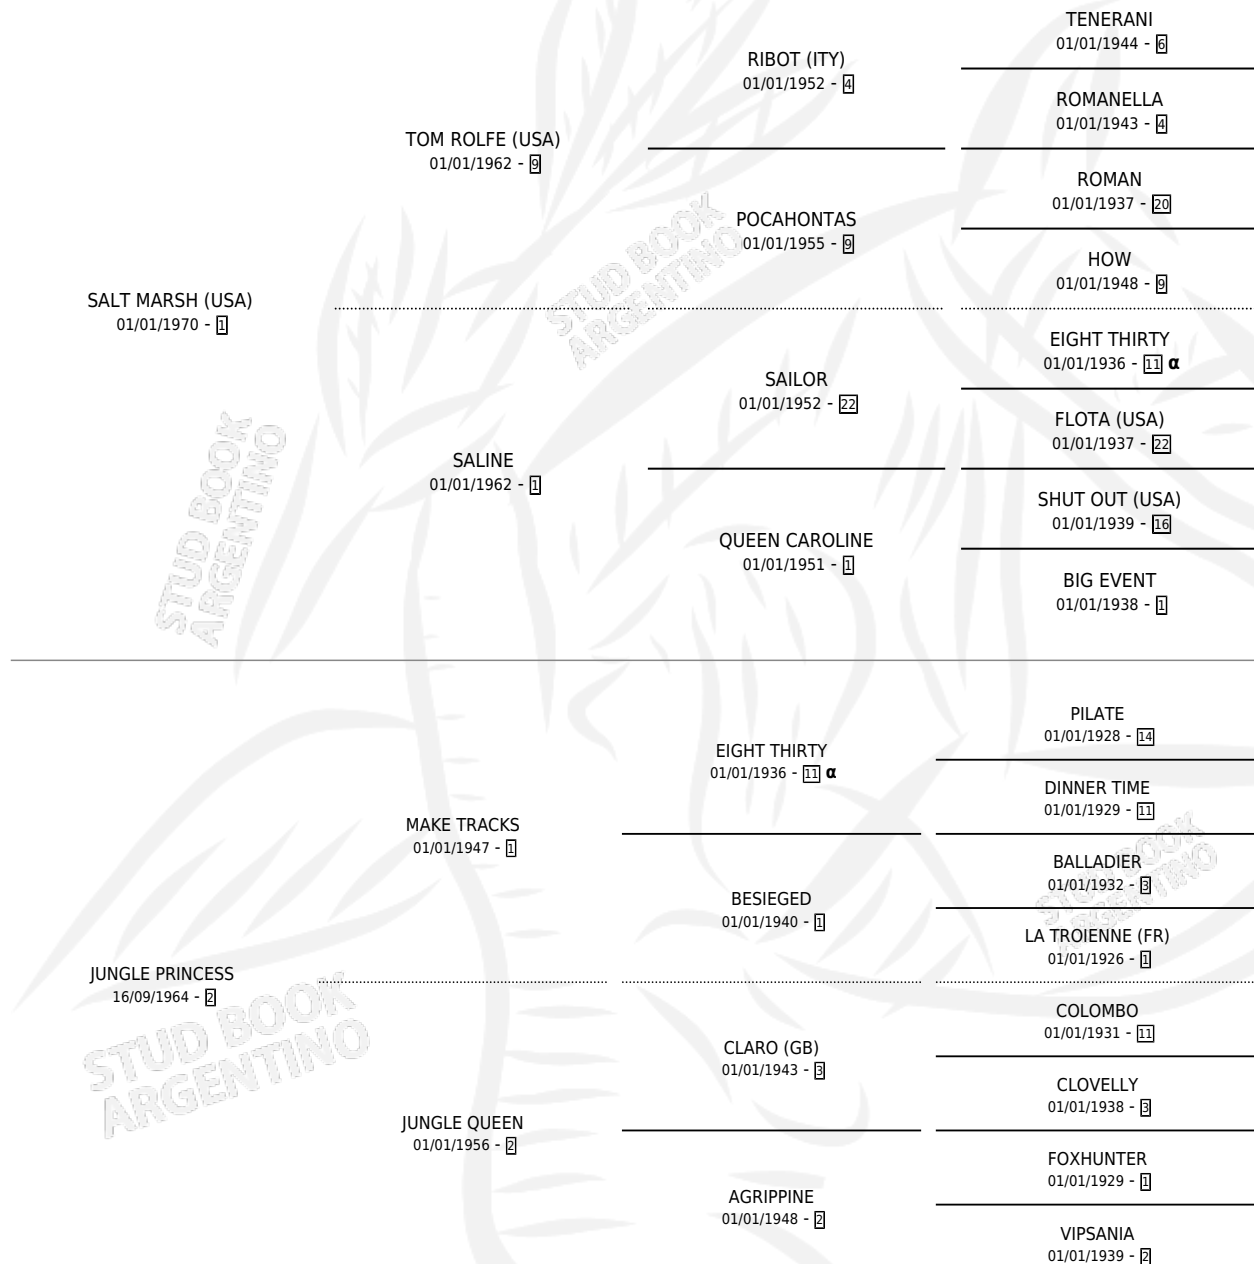 TENERANI
01/01/1944 - 6
RIBOT (ITY)
01/01/1952 - 4
ROMANELLA
01/01/1943 - 4
TOM ROLFE (USA)
01/01/1962 - 9
ROMAN
01/01/1937 - 20
POCAHONTAS
01/01/1955 - 9
HOW
01/01/1948 - 9
STUD BOOK
ARGENTINO
SALT MARSH (USA)
01/01/1970 - 1
EIGHT THIRTY
01/01/1936 - 11 α
SAILOR
01/01/1952 - 22
FLOTA (USA)
01/01/1937 - 22
SALINE
01/01/1962 - 1
SHUT OUT (USA)
01/01/1939 - 16
QUEEN CAROLINE
01/01/1951 - 1
BIG EVENT
01/01/1938 - 1
STUD BOOK
ARGENTINO
PILATE
01/01/1928 - 14
EIGHT THIRTY
01/01/1936 - 11 α
DINNER TIME
01/01/1929 - 11
MAKE TRACKS
01/01/1947 - 1
BALLADIER
01/01/1932 - 3
BESIEGED
01/01/1940 - 1
LA TROIENNE (FR)
01/01/1926 - 1
STUD BOOK
ARGENTINO
JUNGLE PRINCESS
16/09/1964 - 2
COLOMBO
01/01/1931 - 11
CLARO (GB)
01/01/1943 - 3
CLOVELLY
01/01/1938 - 3
STUD BOOK
ARGENTINO
JUNGLE QUEEN
01/01/1956 - 2
FOXHUNTER
01/01/1929 - 1
AGRIPPINE
01/01/1948 - 2
VIPSANIA
01/01/1939 - 2